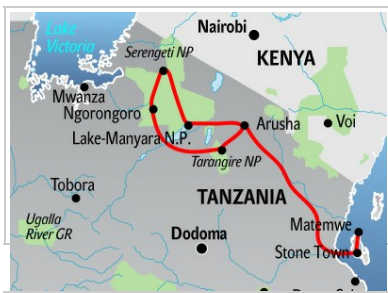 Lake
Victoria
Nairobi
Serengeti NP
KENYA
Mwanza
Ngorongoro
Voi
Arusha
Lake-Manyara N.P.
Tarangire NP
Tobora
TANZANIA
Ugalla
River GR
Dodoma
Matemwe
Stone Town